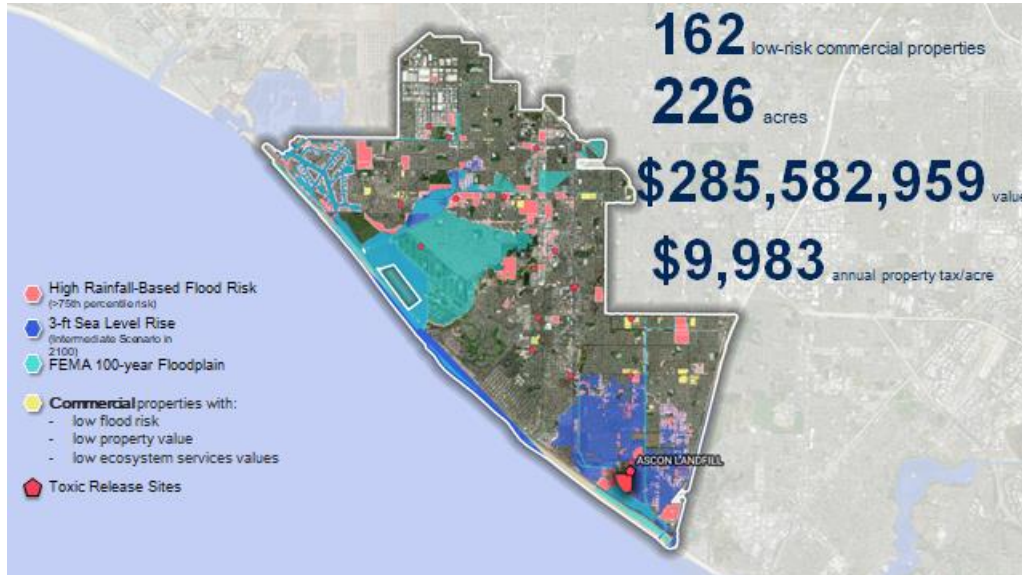 162 low-risk commercial properties
226 acres
$285,582,959 value
$9,983 annual property tax/acre
High Rainfall-Based Flood Risk
(>75th percentile risk)
3-ft Sea Level Rise
(Intermediate Scenario in
2100)
FEMA 100-year Floodplain
Commercial properties with:
- low flood risk
- low property value
- low ecosystem services values
Toxic Release Sites
ASCON LANDFILL